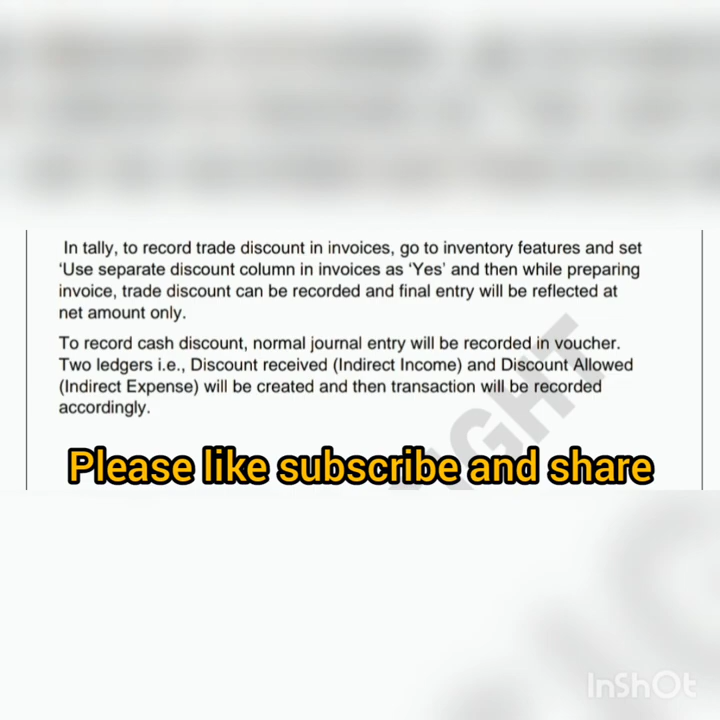 In tally, to record trade discount in invoices, go to inventory features and set
‘Use separate discount column in invoices as ‘Yes’ and then while preparing
invoice, trade discount can be recorded and final entry will be reflected at
net amount only.
To record cash discount, normal journal entry will be recorded in voucher.
Two ledgers i.e., Discount received (Indirect Income) and Discount Allowed
(Indirect Expense) will be created and then transaction will be recorded
accordingly.
Please like subscribe and share
InShOt